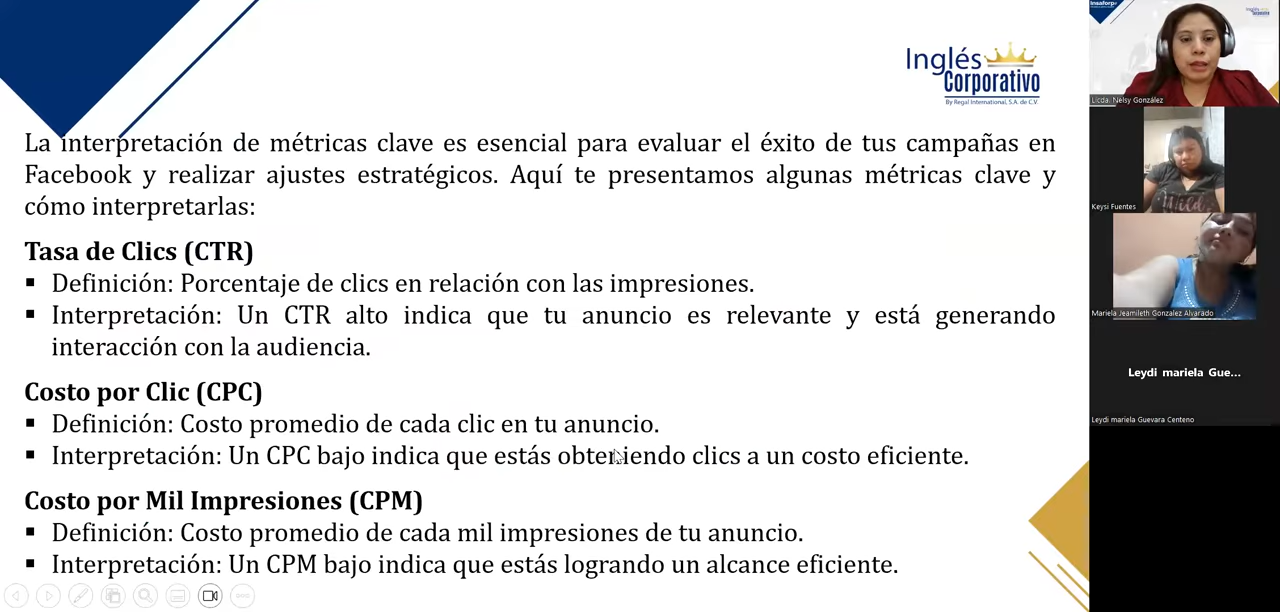 Inglés
Corporativo
By Regal International, S.A. de C.V.
La interpretación de métricas clave es esencial para evaluar el éxito de tus campañas en
Facebook y realizar ajustes estratégicos. Aquí te presentamos algunas métricas clave y
cómo interpretarlas:
Tasa de Clics (CTR)
▪ Definición: Porcentaje de clics en relación con las impresiones.
▪ Interpretación: Un CTR alto indica que tu anuncio es relevante y está generando
interacción con la audiencia.
Costo por Clic (CPC)
▪ Definición: Costo promedio de cada clic en tu anuncio.
▪ Interpretación: Un CPC bajo indica que estás obteniendo clics a un costo eficiente.
Costo por Mil Impresiones (CPM)
▪ Definición: Costo promedio de cada mil impresiones de tu anuncio.
▪ Interpretación: Un CPM bajo indica que estás logrando un alcance eficiente.
Insaforp
Licda. Nelsy González
Keysi Fuentes
Mariela Jeamileth Gonzalez Alvarado
Leydi mariela Gue...
Leydi mariela Guevara Centeno